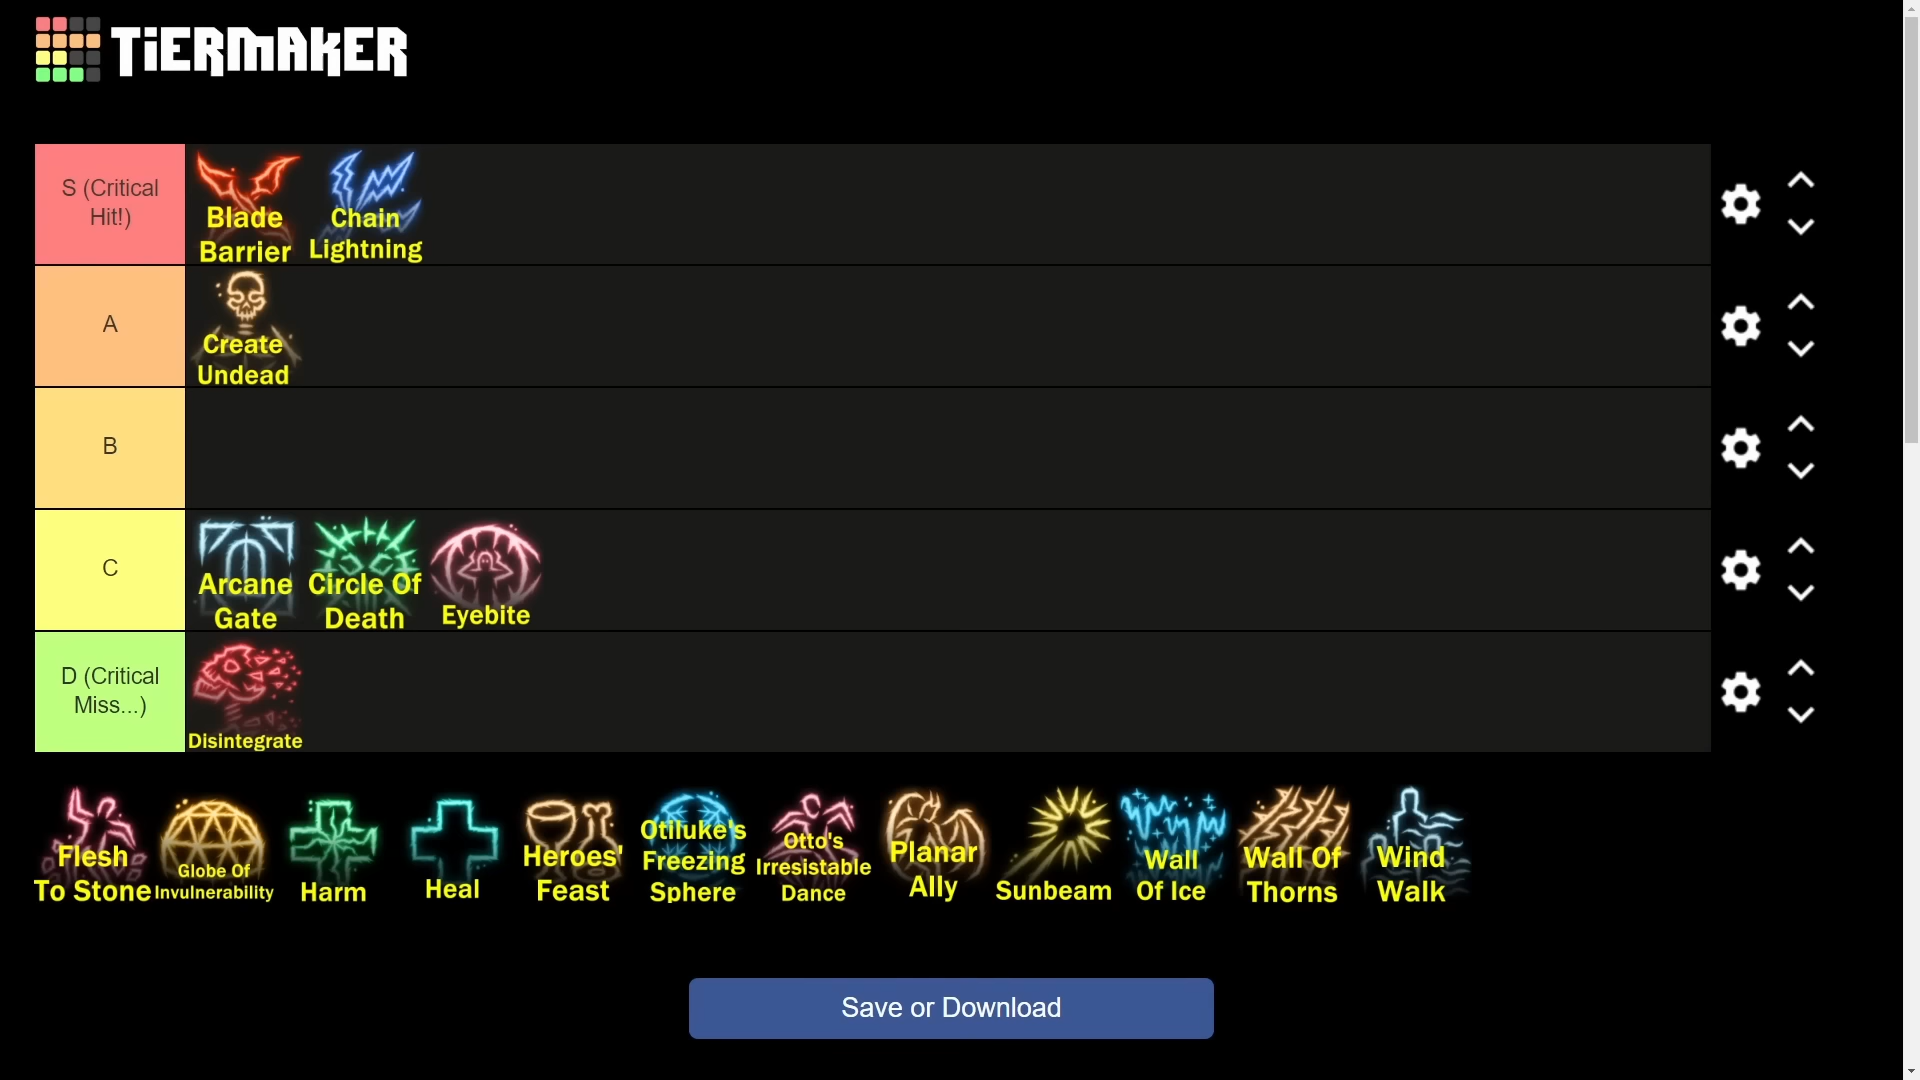 TiERMAKER
S (Critical
Hit!)
Blade
Barrier
Chain
Lightning
A
Create
Undead
B
C
Arcane
Gate
Circle Of
Death
Eyebite
D (Critical
Miss...)
Disintegrate
Flesh
To Stone
Globe Of
Invulnerability
Harm
Heal
Heroes'
Feast
Otiluke's
Freezing
Sphere
Otto's
Irresistable
Dance
Planar
Ally
Sunbeam
Wall
Of Ice
Wall Of
Thorns
Wind
Walk
Save or Download